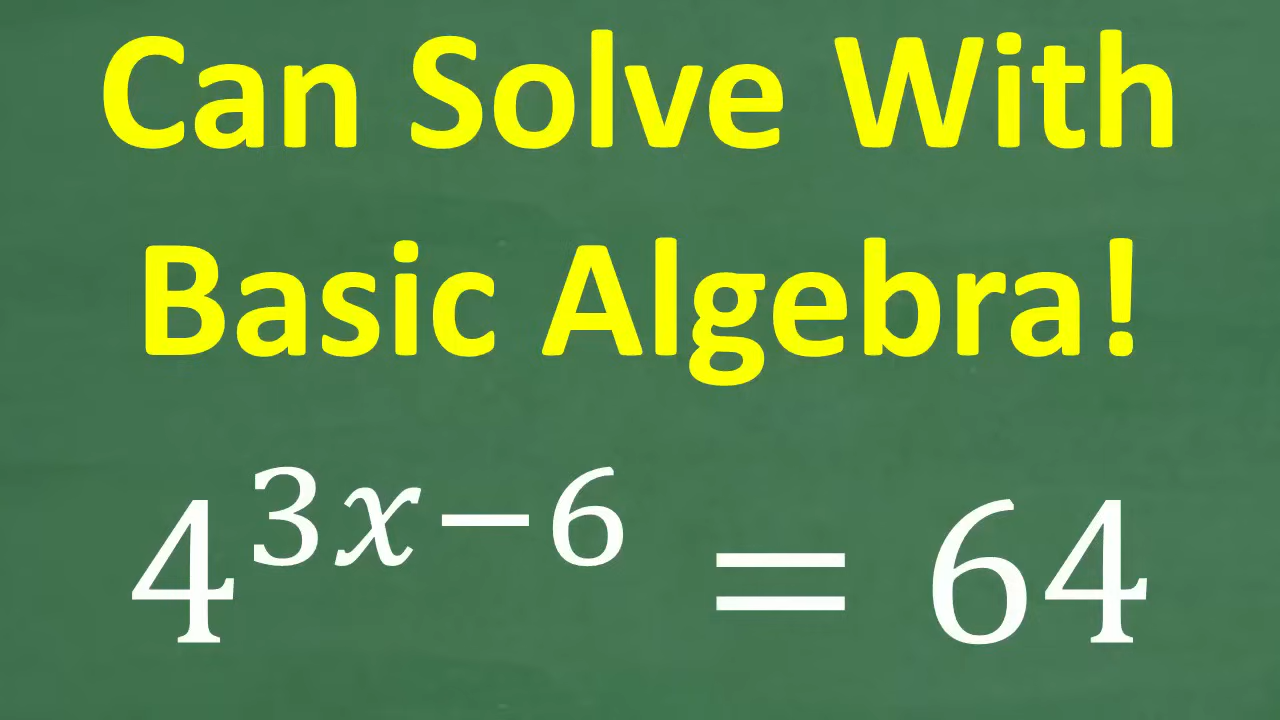 Can Solve With
Basic Algebra!
4^{3x−6} = 64